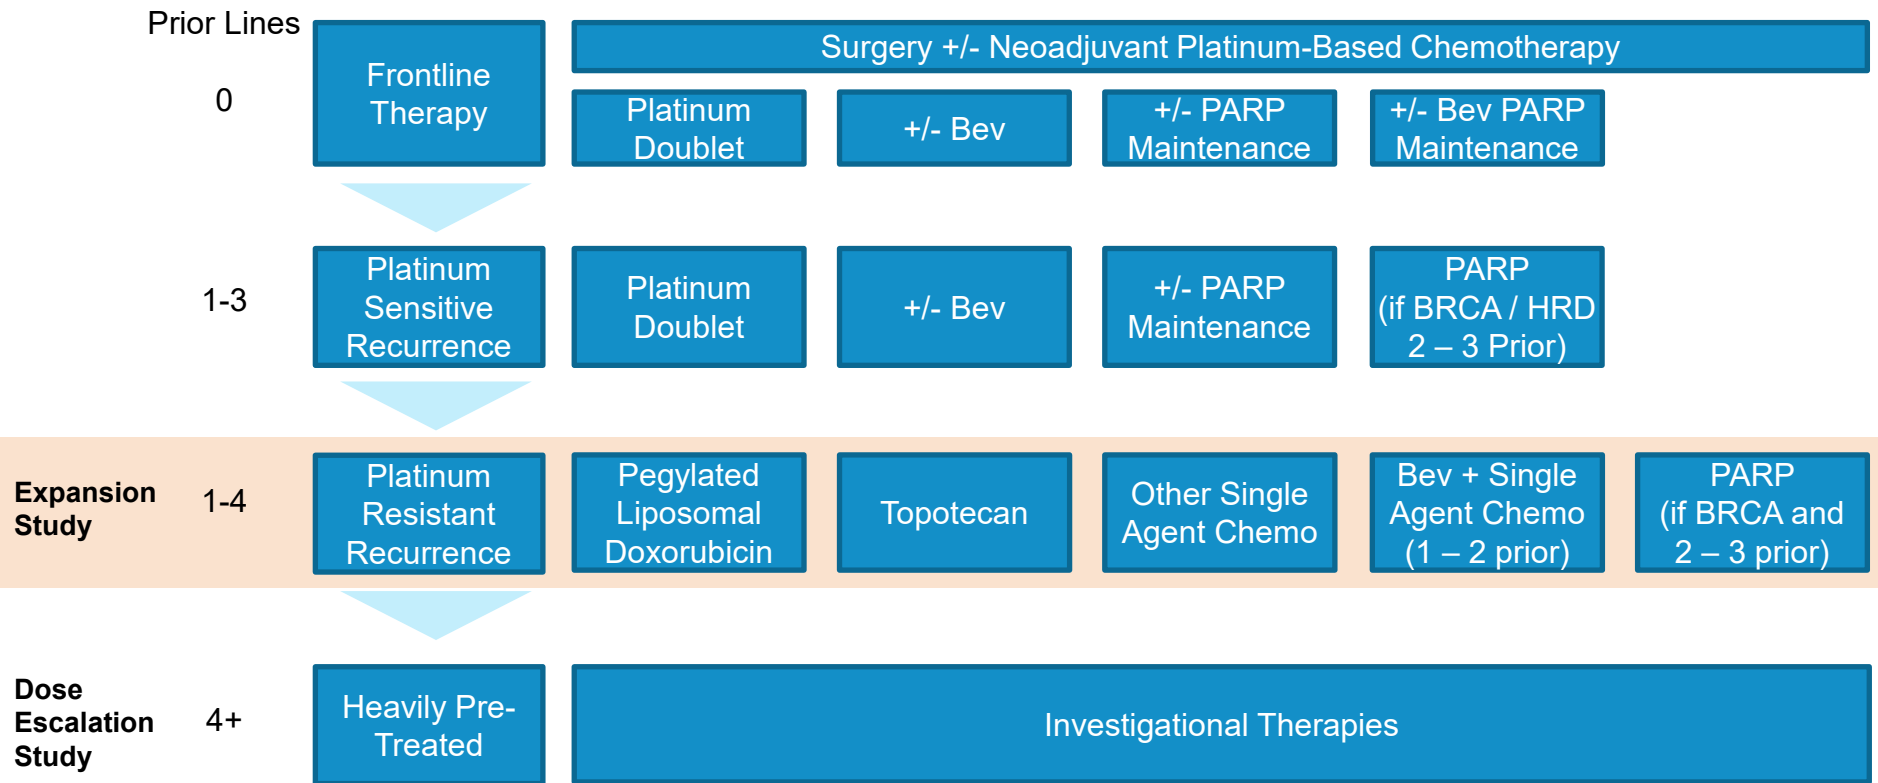 Prior Lines
0
Frontline
Therapy
Surgery +/- Neoadjuvant Platinum-Based Chemotherapy
Platinum
Doublet
+/- Bev
+/- PARP
Maintenance
+/- Bev PARP
Maintenance
1-3
Platinum
Sensitive
Recurrence
Platinum
Doublet
+/- Bev
+/- PARP
Maintenance
PARP
(if BRCA / HRD
2 – 3 Prior)
Expansion
Study
1-4
Platinum
Resistant
Recurrence
Pegylated
Liposomal
Doxorubicin
Topotecan
Other Single
Agent Chemo
Bev + Single
Agent Chemo
(1 – 2 prior)
PARP
(if BRCA and
2 – 3 prior)
Dose
Escalation
Study
4+
Heavily Pre-
Treated
Investigational Therapies